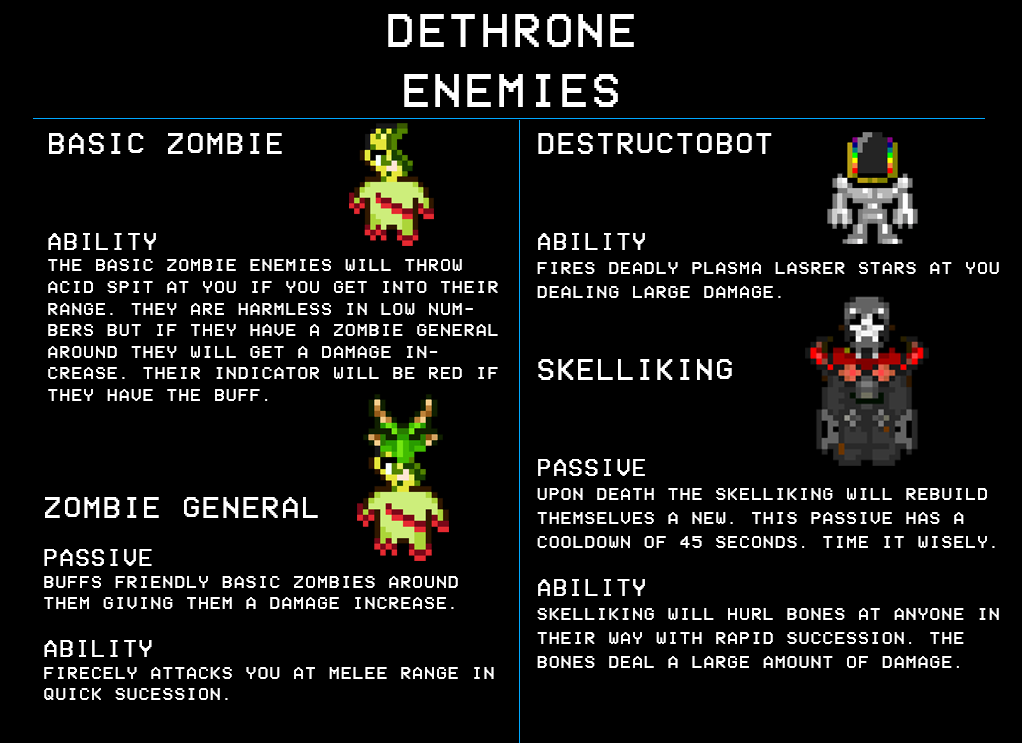 DETHRONE
ENEMIES
BASIC ZOMBIE
ABILITY
THE BASIC ZOMBIE ENEMIES WILL THROW
ACID SPIT AT YOU IF YOU GET INTO THEIR
RANGE. THEY ARE HARMLESS IN LOW NUM-
BERS BUT IF THEY HAVE A ZOMBIE GENERAL
AROUND THEY WILL GET A DAMAGE IN-
CREASE. THEIR INDICATOR WILL BE RED IF
THEY HAVE THE BUFF.
ZOMBIE GENERAL
PASSIVE
BUFFS FRIENDLY BASIC ZOMBIES AROUND
THEM GIVING THEM A DAMAGE INCREASE.
ABILITY
FIRECELY ATTACKS YOU AT MELEE RANGE IN
QUICK SUCESSION.
DESTRUCTOBOT
ABILITY
FIRES DEADLY PLASMA LASRER STARS AT YOU
DEALING LARGE DAMAGE.
SKELLIKING
PASSIVE
UPON DEATH THE SKELLIKING WILL REBUILD
THEMSELVES A NEW. THIS PASSIVE HAS A
COOLDOWN OF 45 SECONDS. TIME IT WISELY.
ABILITY
SKELLIKING WILL HURL BONES AT ANYONE IN
THEIR WAY WITH RAPID SUCCESSION. THE
BONES DEAL A LARGE AMOUNT OF DAMAGE.